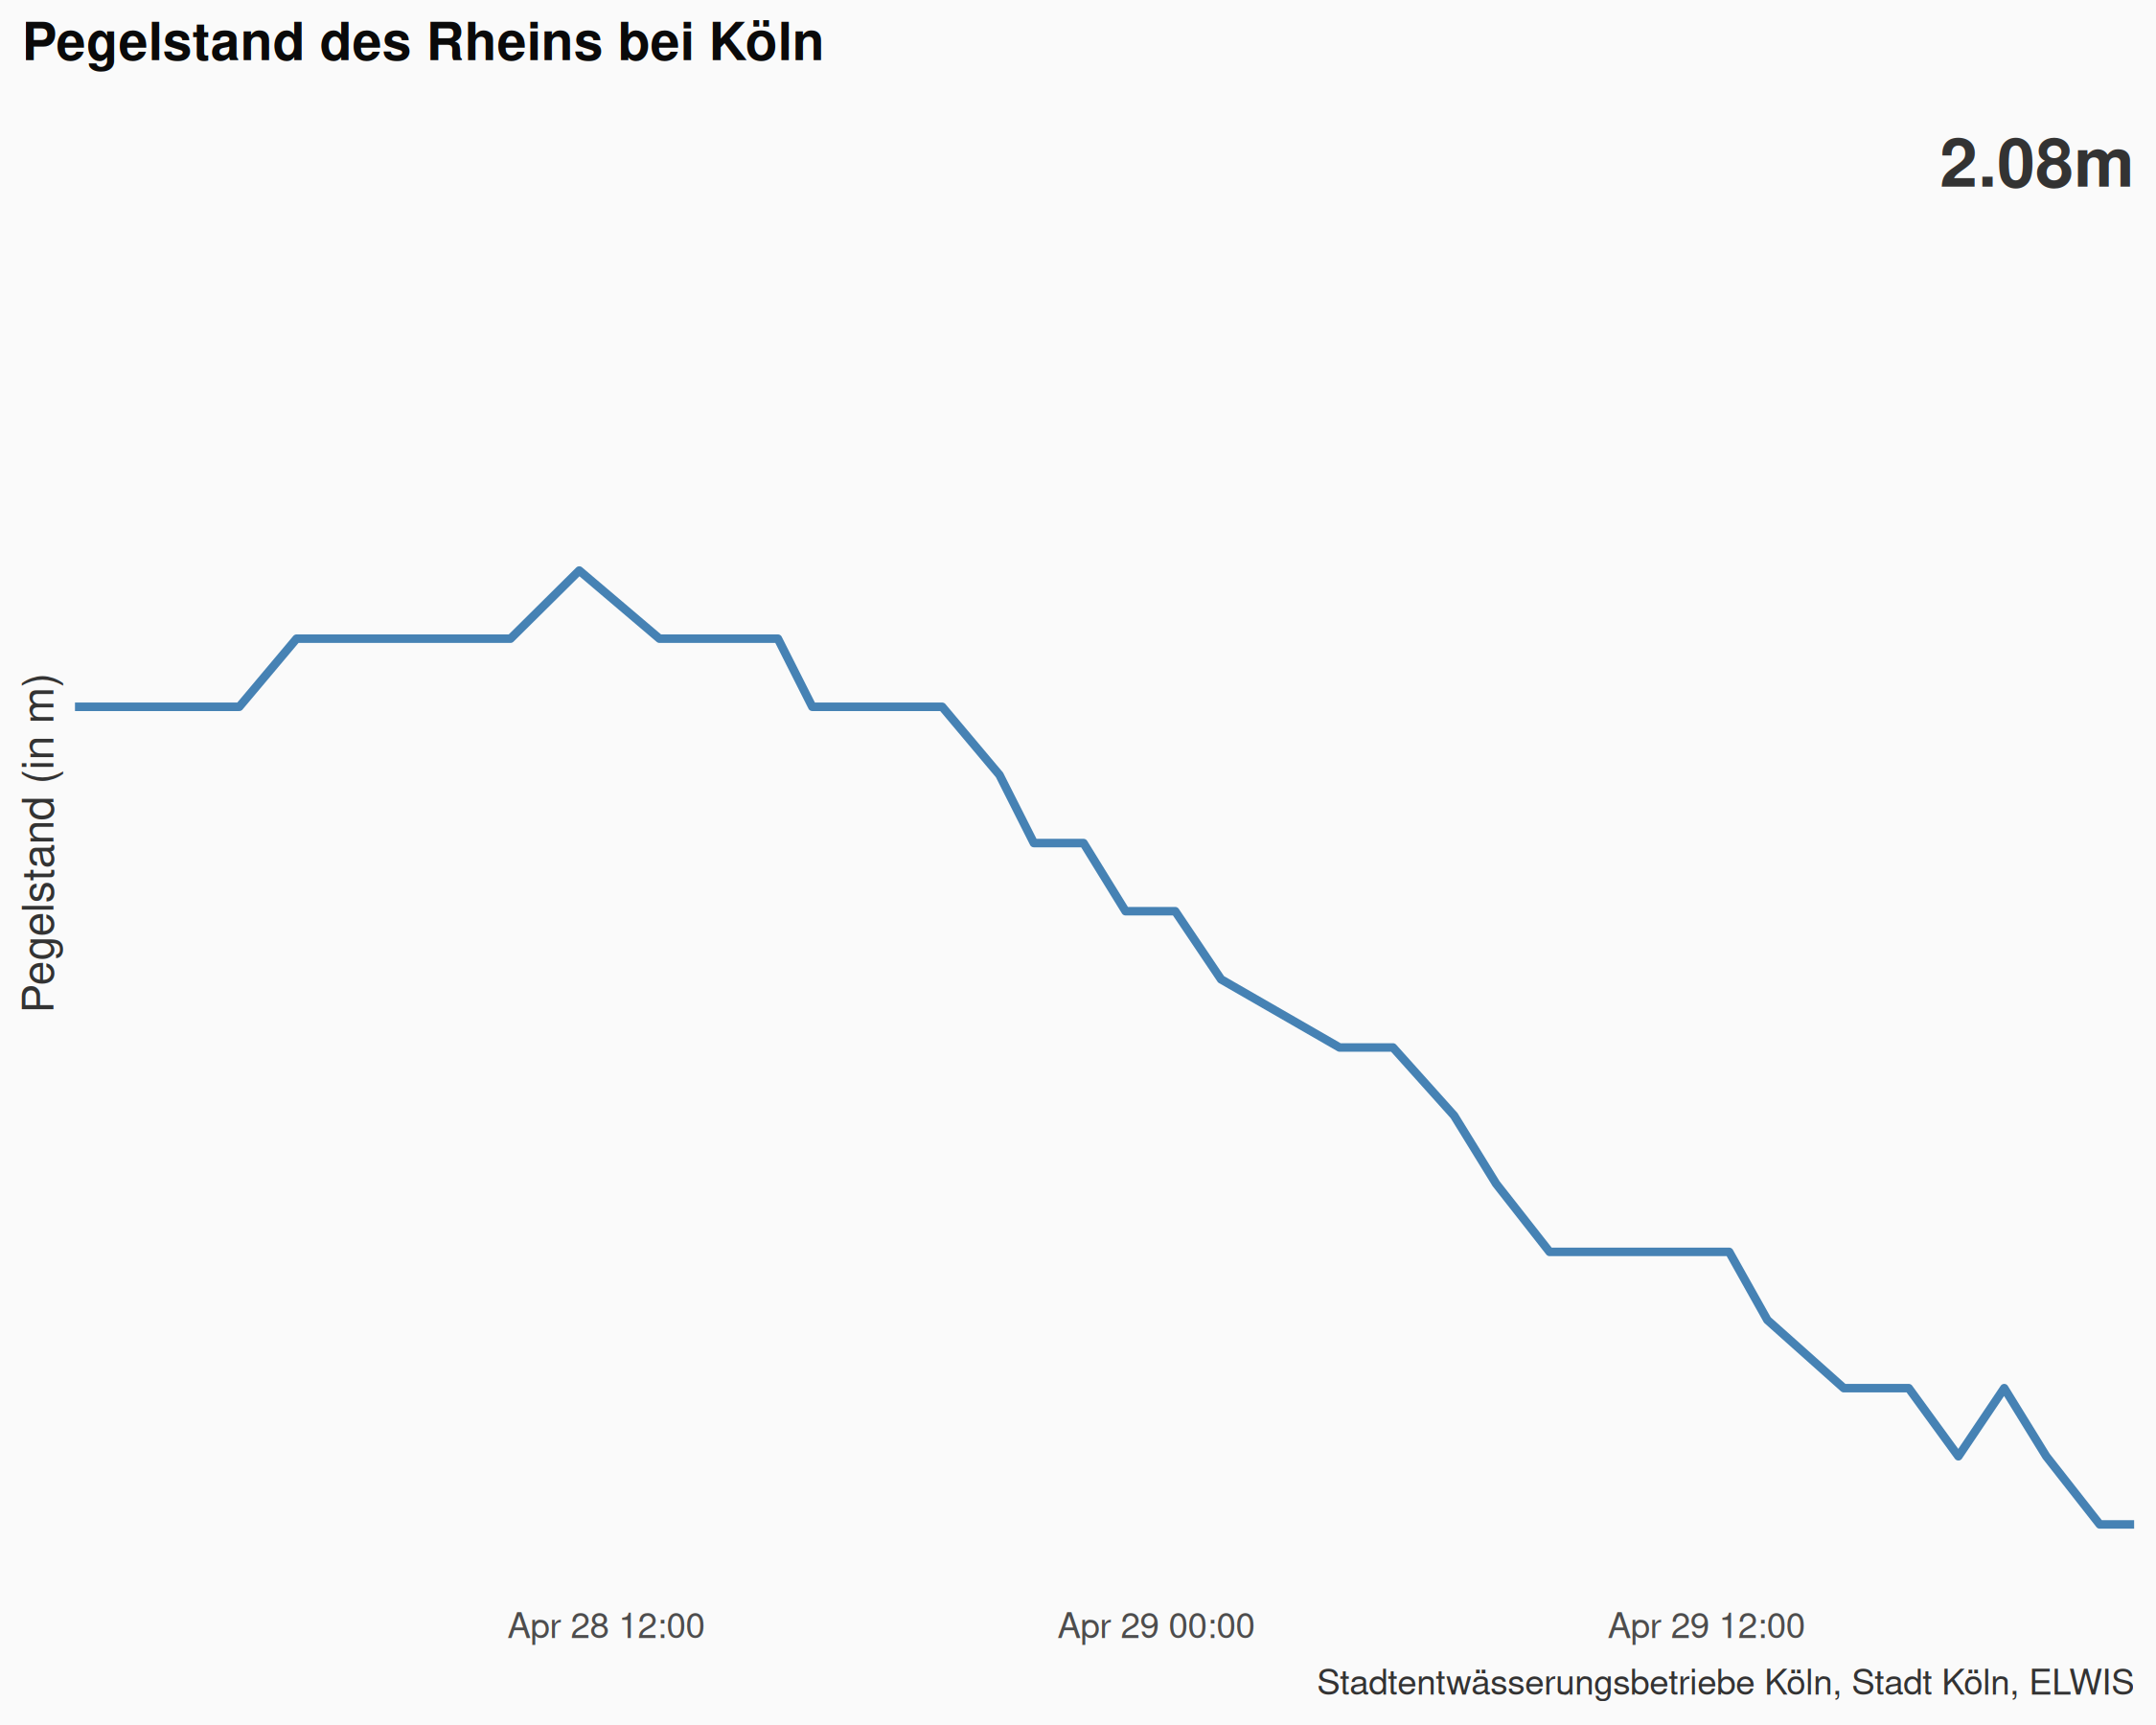 Pegelstand des Rheins bei Köln
2.08m
Pegelstand (in m)
Apr 28 12:00
Apr 29 00:00
Apr 29 12:00
Stadtentwässerungsbetriebe Köln, Stadt Köln, ELWIS